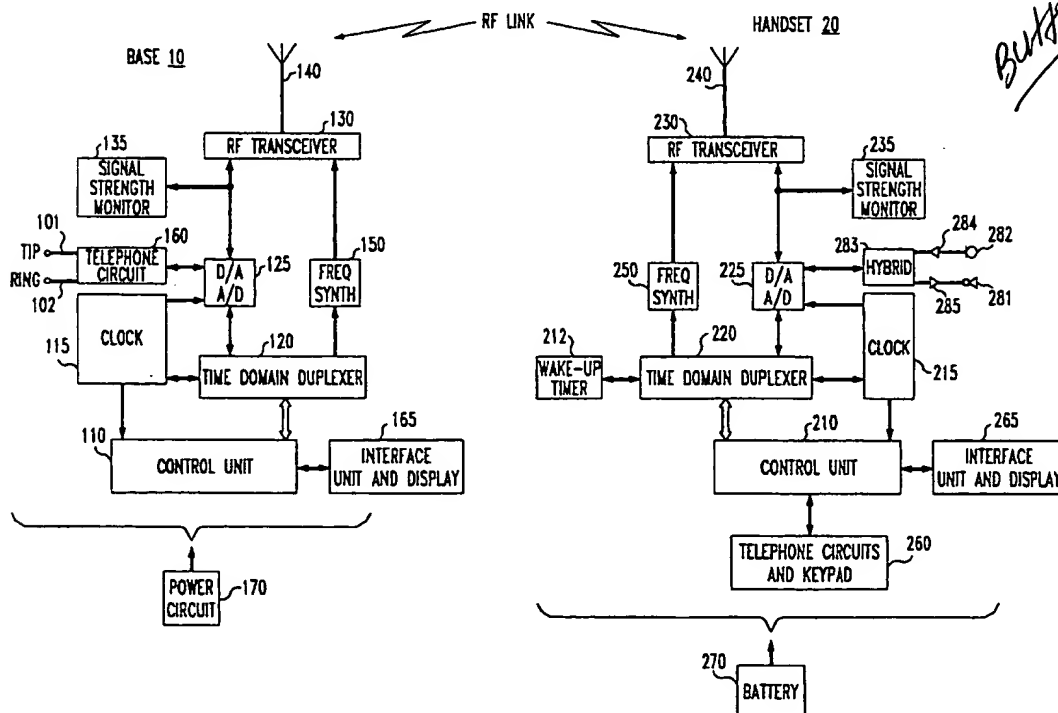 RF LINK
BASE 10
HANDSET 20
140
240
130
RF TRANSCEIVER
230
RF TRANSCEIVER
135
SIGNAL
STRENGTH
MONITOR
235
SIGNAL
STRENGTH
MONITOR
101
TIP
160
TELEPHONE
CIRCUIT
RING
102
D/A
A/D
125
150
FREQ
SYNTH
250
FREQ
SYNTH
225
D/A
A/D
283
HYBRID
284
282
285
281
CLOCK
115
120
TIME DOMAIN DUPLEXER
212
WAKE-UP
TIMER
220
TIME DOMAIN DUPLEXER
CLOCK
215
110
CONTROL UNIT
165
INTERFACE
UNIT AND DISPLAY
210
CONTROL UNIT
265
INTERFACE
UNIT AND DISPLAY
TELEPHONE CIRCUITS
AND KEYPAD
260
POWER
CIRCUIT
170
270
BATTERY